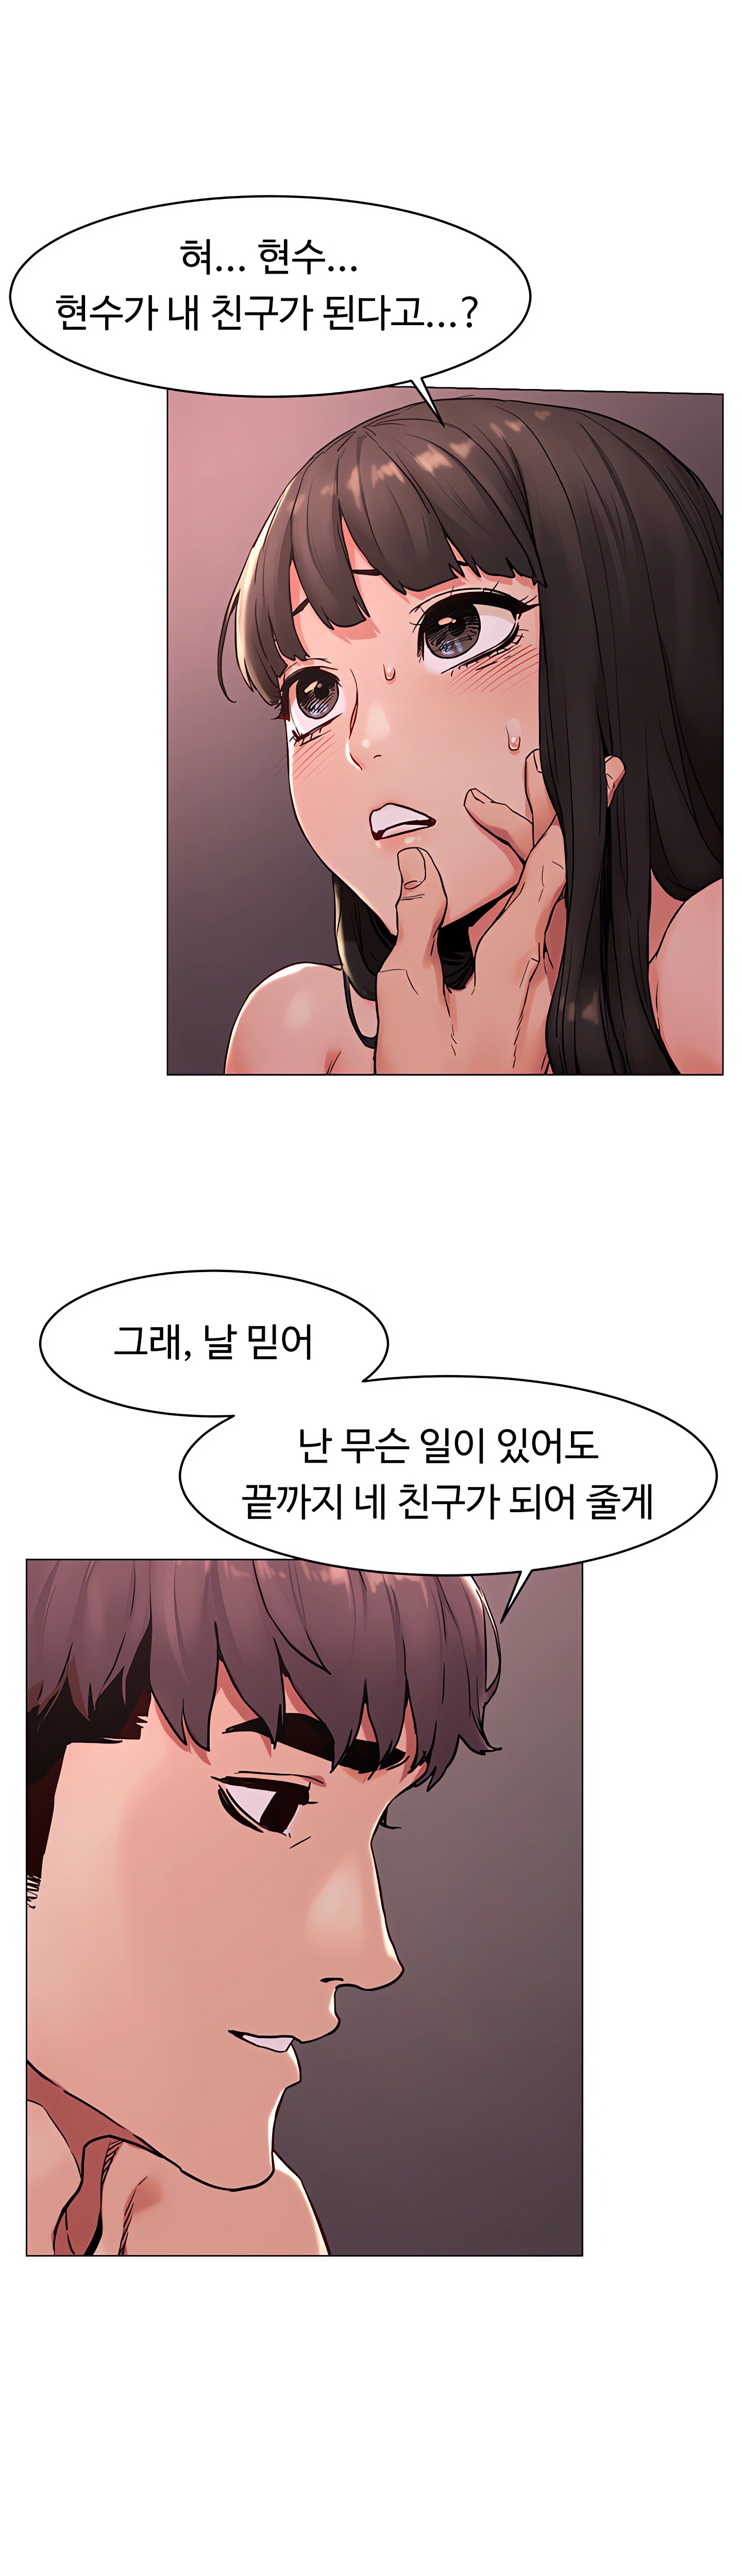 혀... 현수...
현수가 내 친구가 된다고...?
그래, 날 믿어
난 무슨 일이 있어도
끝까지 네 친구가 되어 줄게